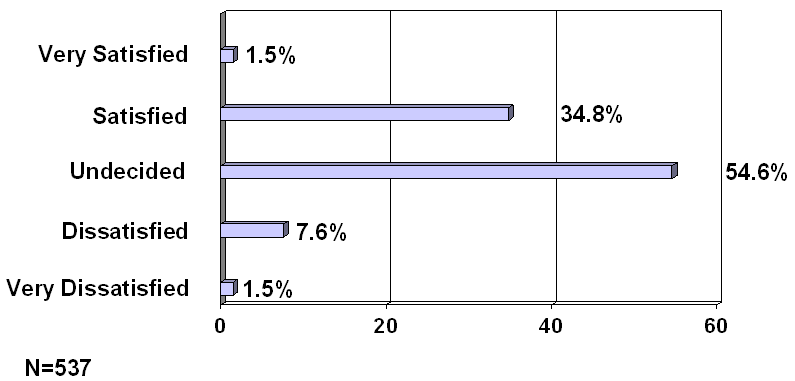 Very Satisfied 1.5%
Satisfied 34.8%
Undecided 54.6%
Dissatisfied 7.6%
Very Dissatisfied 1.5%
0 20 40 60
N=537